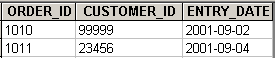 ORDER_ID CUSTOMER_ID ENTRY_DATE
1010 99999 2001-09-02
1011 23456 2001-09-04